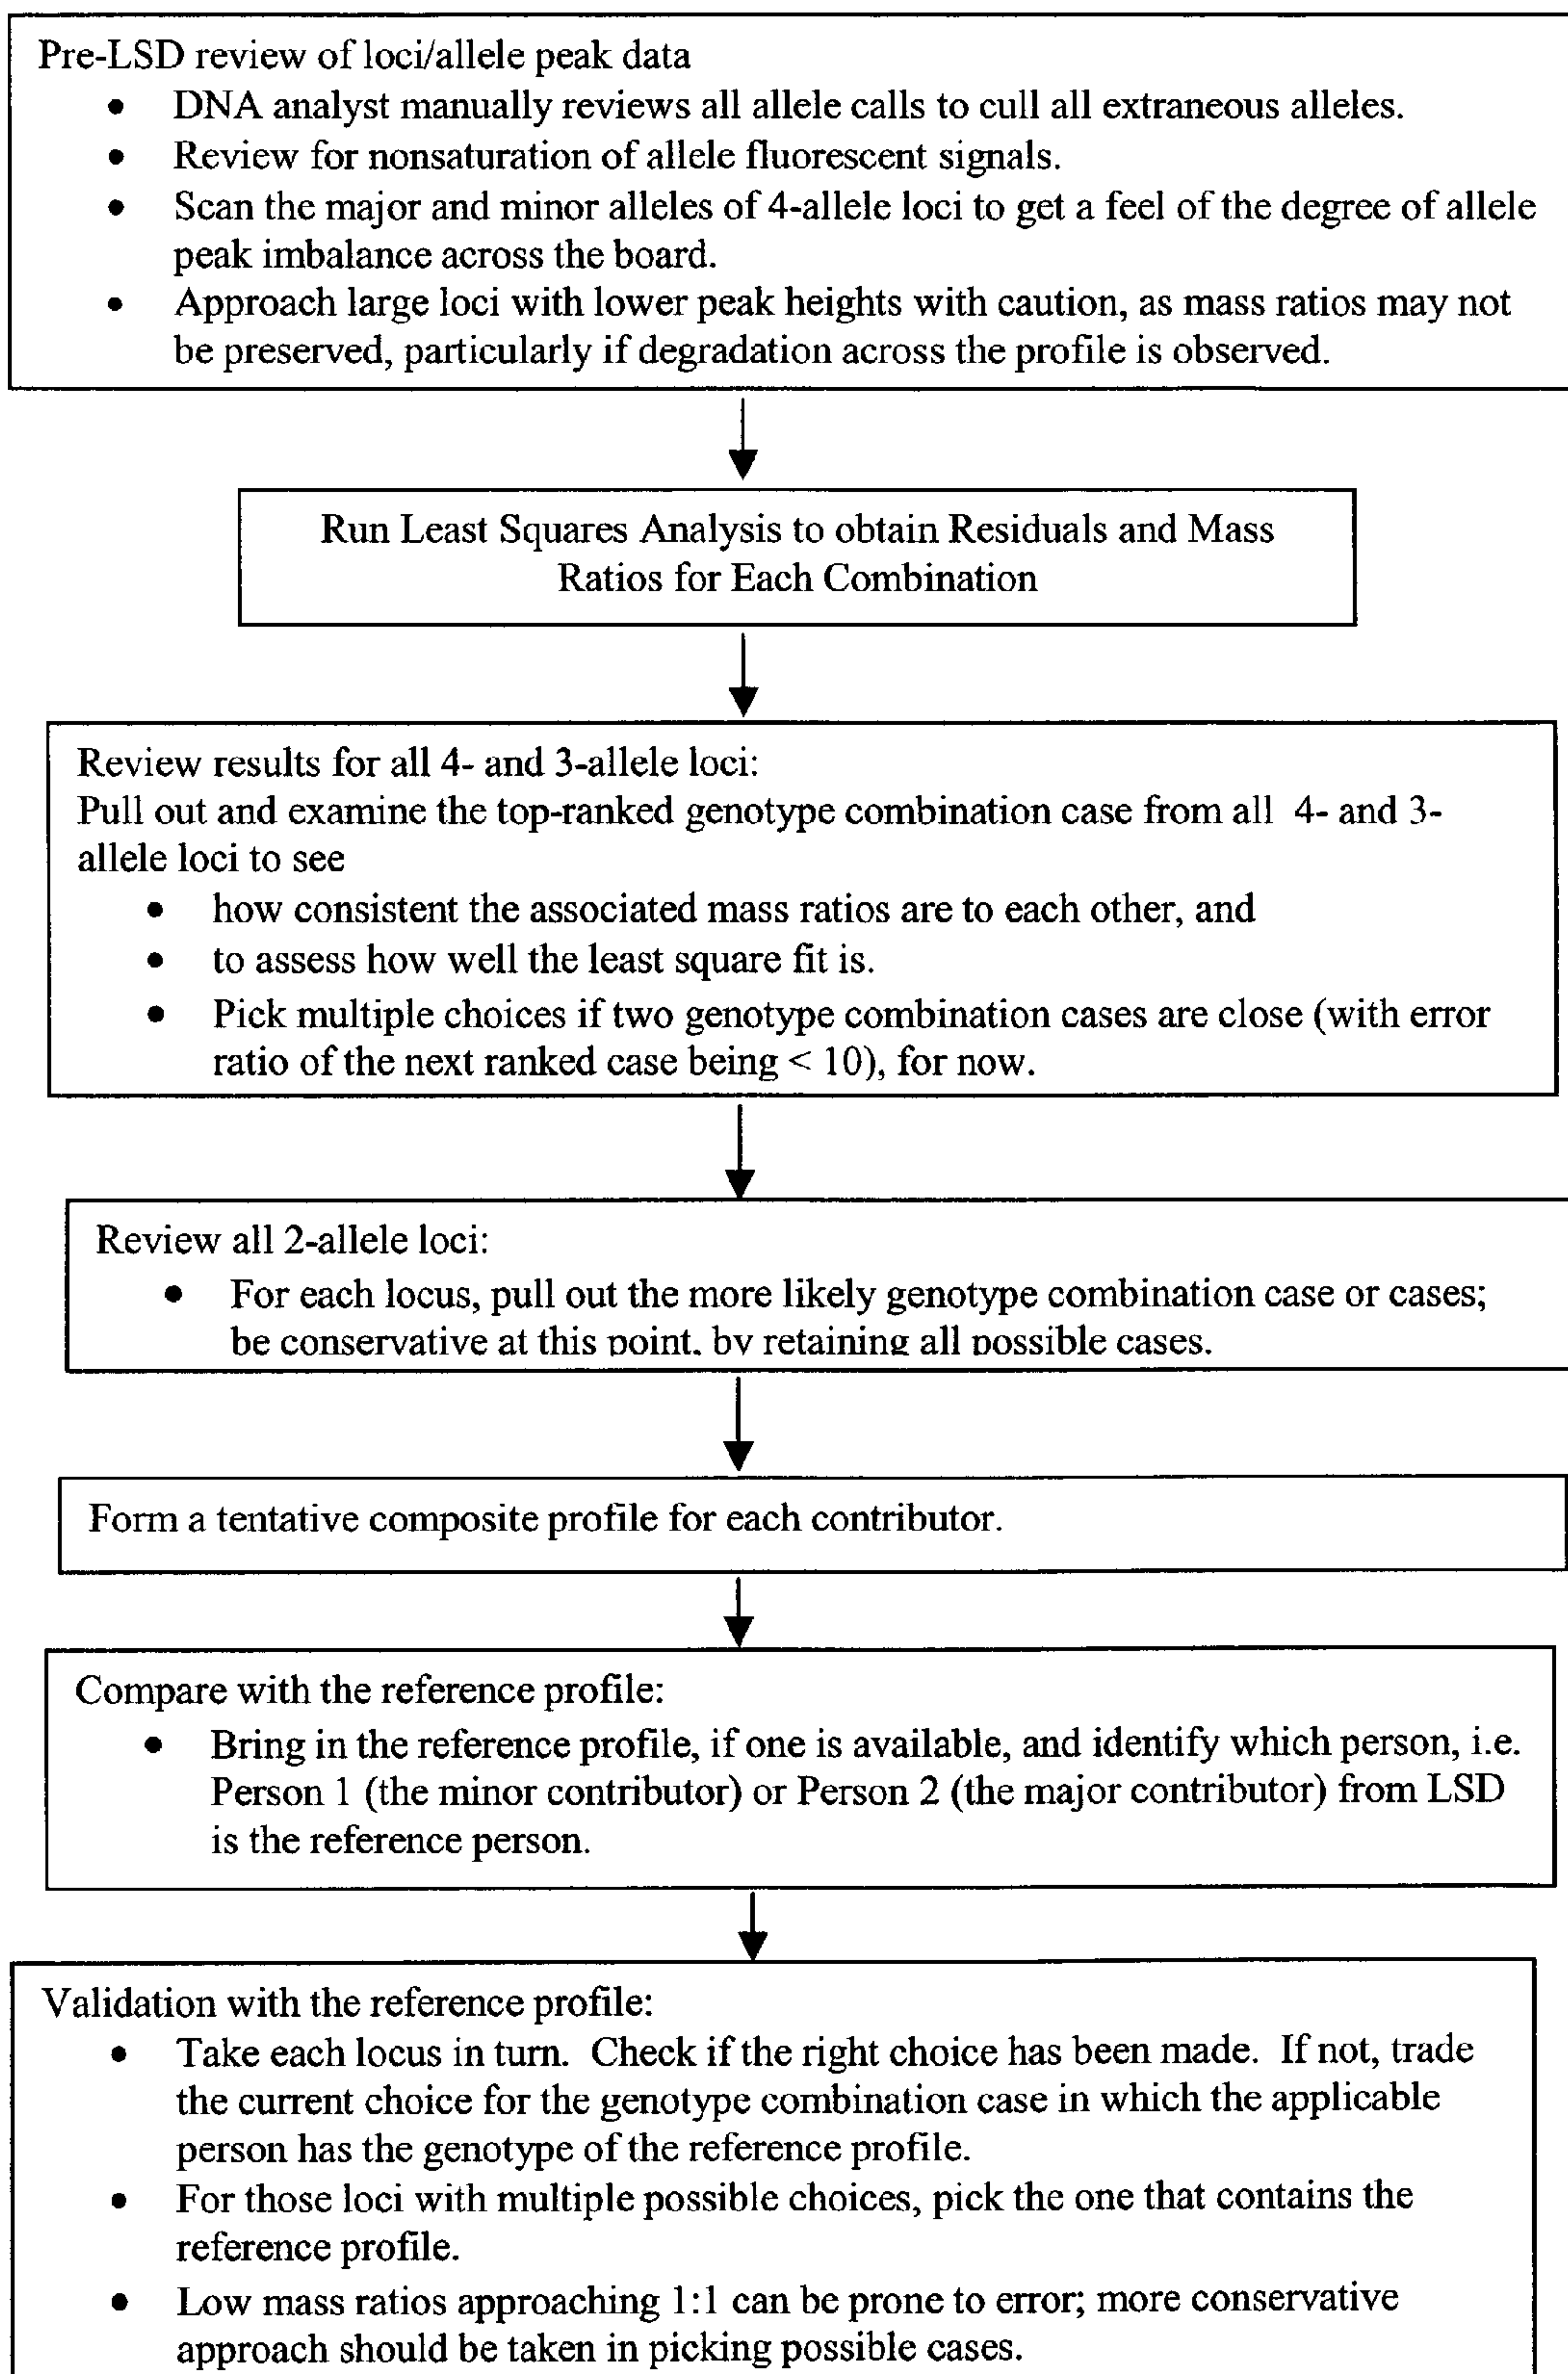 Pre-LSD review of loci/allele peak data
• DNA analyst manually reviews all allele calls to cull all extraneous alleles.
• Review for nonsaturation of allele fluorescent signals.
• Scan the major and minor alleles of 4-allele loci to get a feel of the degree of allele
peak imbalance across the board.
• Approach large loci with lower peak heights with caution, as mass ratios may not
be preserved, particularly if degradation across the profile is observed.
Run Least Squares Analysis to obtain Residuals and Mass
Ratios for Each Combination
Review results for all 4- and 3-allele loci:
Pull out and examine the top-ranked genotype combination case from all 4- and 3-
allele loci to see
• how consistent the associated mass ratios are to each other, and
• to assess how well the least square fit is.
• Pick multiple choices if two genotype combination cases are close (with error
ratio of the next ranked case being < 10), for now.
Review all 2-allele loci:
• For each locus, pull out the more likely genotype combination case or cases;
be conservative at this point, by retaining all possible cases.
Form a tentative composite profile for each contributor.
Compare with the reference profile:
• Bring in the reference profile, if one is available, and identify which person, i.e.
Person 1 (the minor contributor) or Person 2 (the major contributor) from LSD
is the reference person.
Validation with the reference profile:
• Take each locus in turn. Check if the right choice has been made. If not, trade
the current choice for the genotype combination case in which the applicable
person has the genotype of the reference profile.
• For those loci with multiple possible choices, pick the one that contains the
reference profile.
• Low mass ratios approaching 1:1 can be prone to error; more conservative
approach should be taken in picking possible cases.